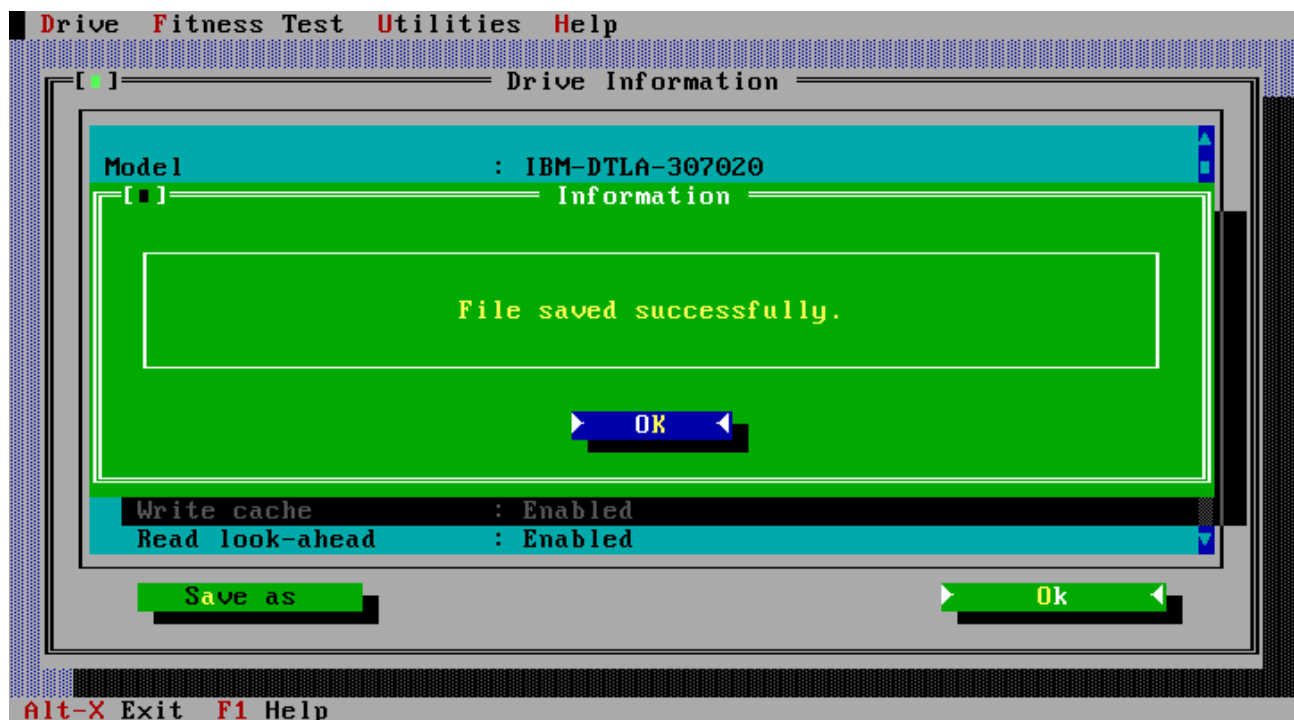 Drive Fitness Test Utilities Help
Drive Information
Model : IBM-DTLA-307020
Information
File saved successfully.
OK
Write cache : Enabled
Read look-ahead : Enabled
Save as Ok
Alt-X Exit F1 Help